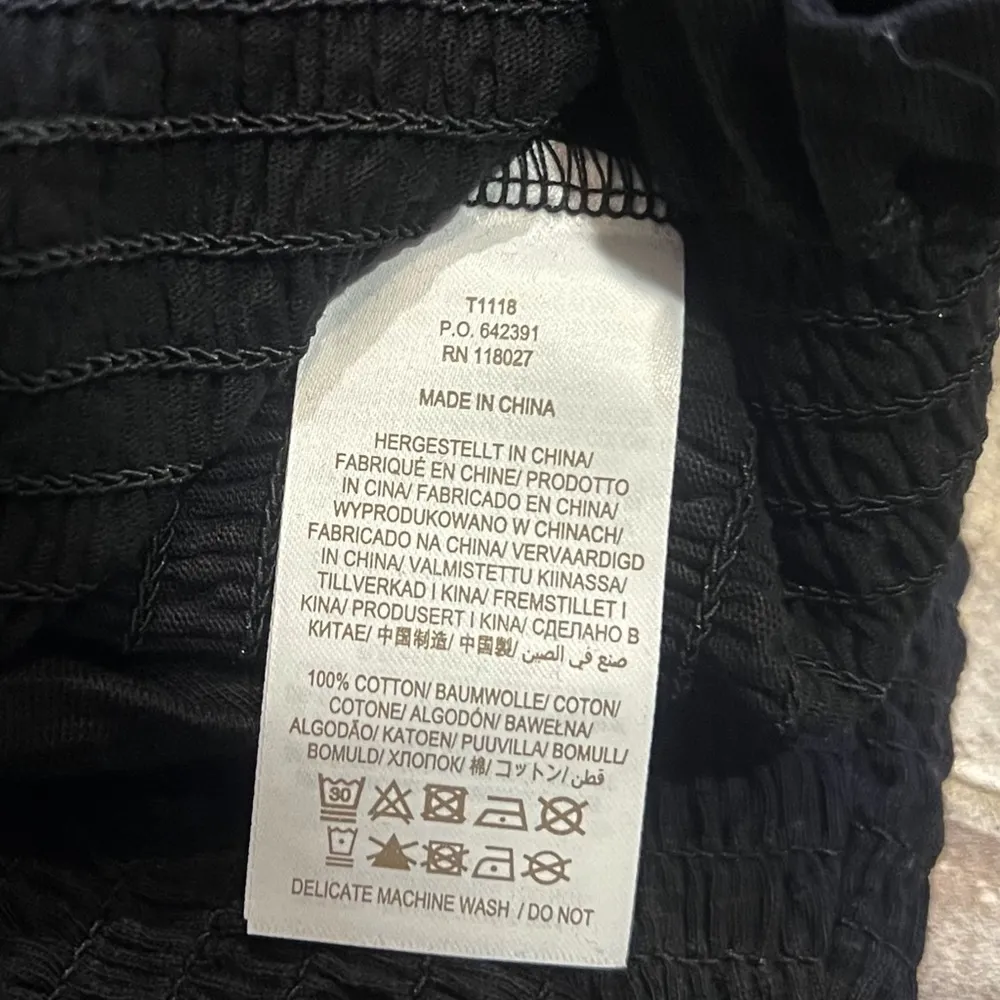 T1118
P.O. 642391
RN 118027
MADE IN CHINA
HERGESTELLT IN CHINA/
FABRIQUÉ EN CHINE/ PRODOTTO
IN CINA/ FABRICADO EN CHINA/
WYPRODUKOWANO W CHINACH/
FABRICADO NA CHINA/ VERVAARDIGD
IN CHINA/ VALMISTETTU KIINASSA/
TILLVERKAD I KINA/ FREMSTILLET I
KINA/ PRODUSERT I KINA/ СДЕЛАНО В
КИТАЕ/ 中国制造/ 中国製/ صنع في الصين
100% COTTON/ BAUMWOLLE/ COTON/
COTONE/ ALGODÓN/ BAWEŁNA/
ALGODÃO/ KATOEN/ PUUVILLA/ BOMULL/
BOMULD/ ХЛОПОК/ 棉/ コットン/ قطن
30
DELICATE MACHINE WASH / DO NOT